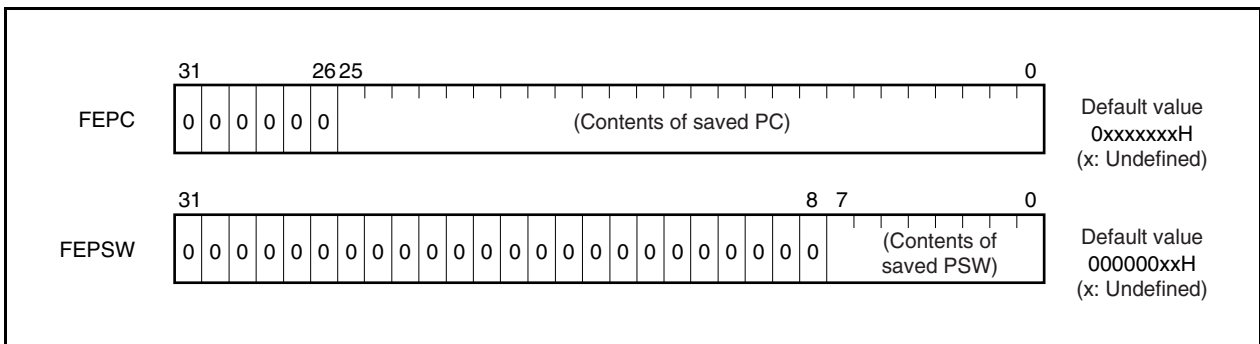 31 26 25 0
FEPC 0 0 0 0 0 0 (Contents of saved PC)
Default value
0xxxxxxxH
(x: Undefined)
31 8 7 0
FEPSW 0 0 0 0 0 0 0 0 0 0 0 0 0 0 0 0 0 0 0 0 0 0 0 0 (Contents of
saved PSW)
Default value
000000xxH
(x: Undefined)